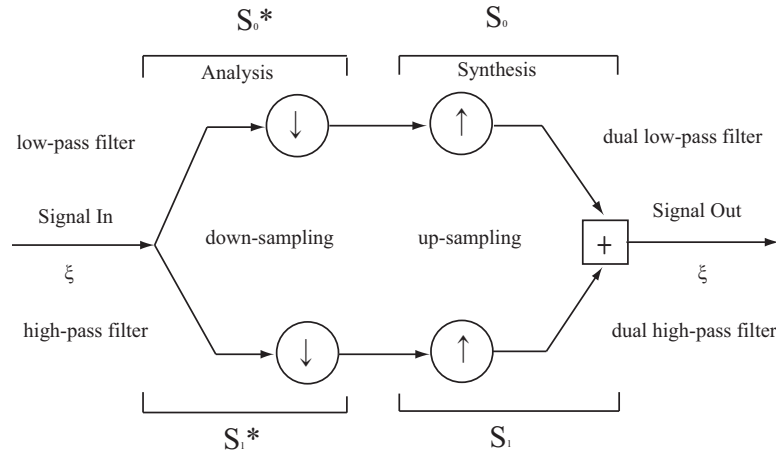 S₀* S₀
Analysis Synthesis
↓ ↑
low-pass filter dual low-pass filter
Signal In Signal Out
down-sampling up-sampling +
ξ ξ
high-pass filter dual high-pass filter
↓ ↑
S₁* S₁